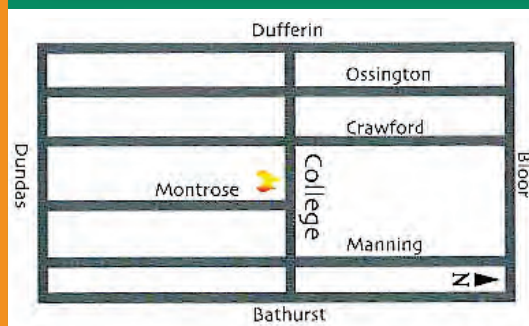 Dufferin
Ossington
Crawford
Dundas
Montrose
College
Bloor
Manning
N
Bathurst